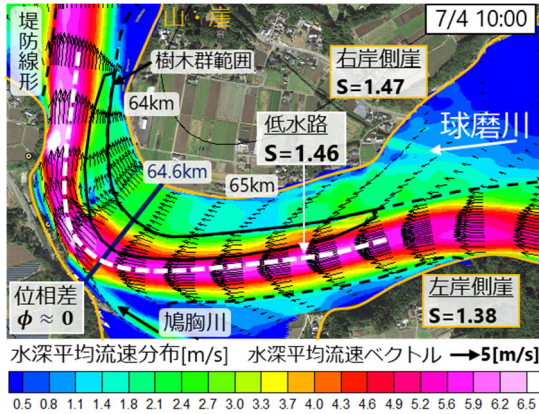 7/4 10:00
山・崖
堤防線形
樹木群範囲
右岸側崖
S=1.47
64km
低水路
S=1.46
球磨川
64.6km
65km
位相差
ϕ ≈ 0
鳩胸川
左岸側崖
S=1.38
水深平均流速分布[m/s] 水深平均流速ベクトル 5[m/s]
0.5 0.8 1.1 1.4 1.8 2.1 2.4 2.7 3.0 3.3 3.7 4.0 4.3 4.6 4.9 5.2 5.6 5.9 6.2 6.5